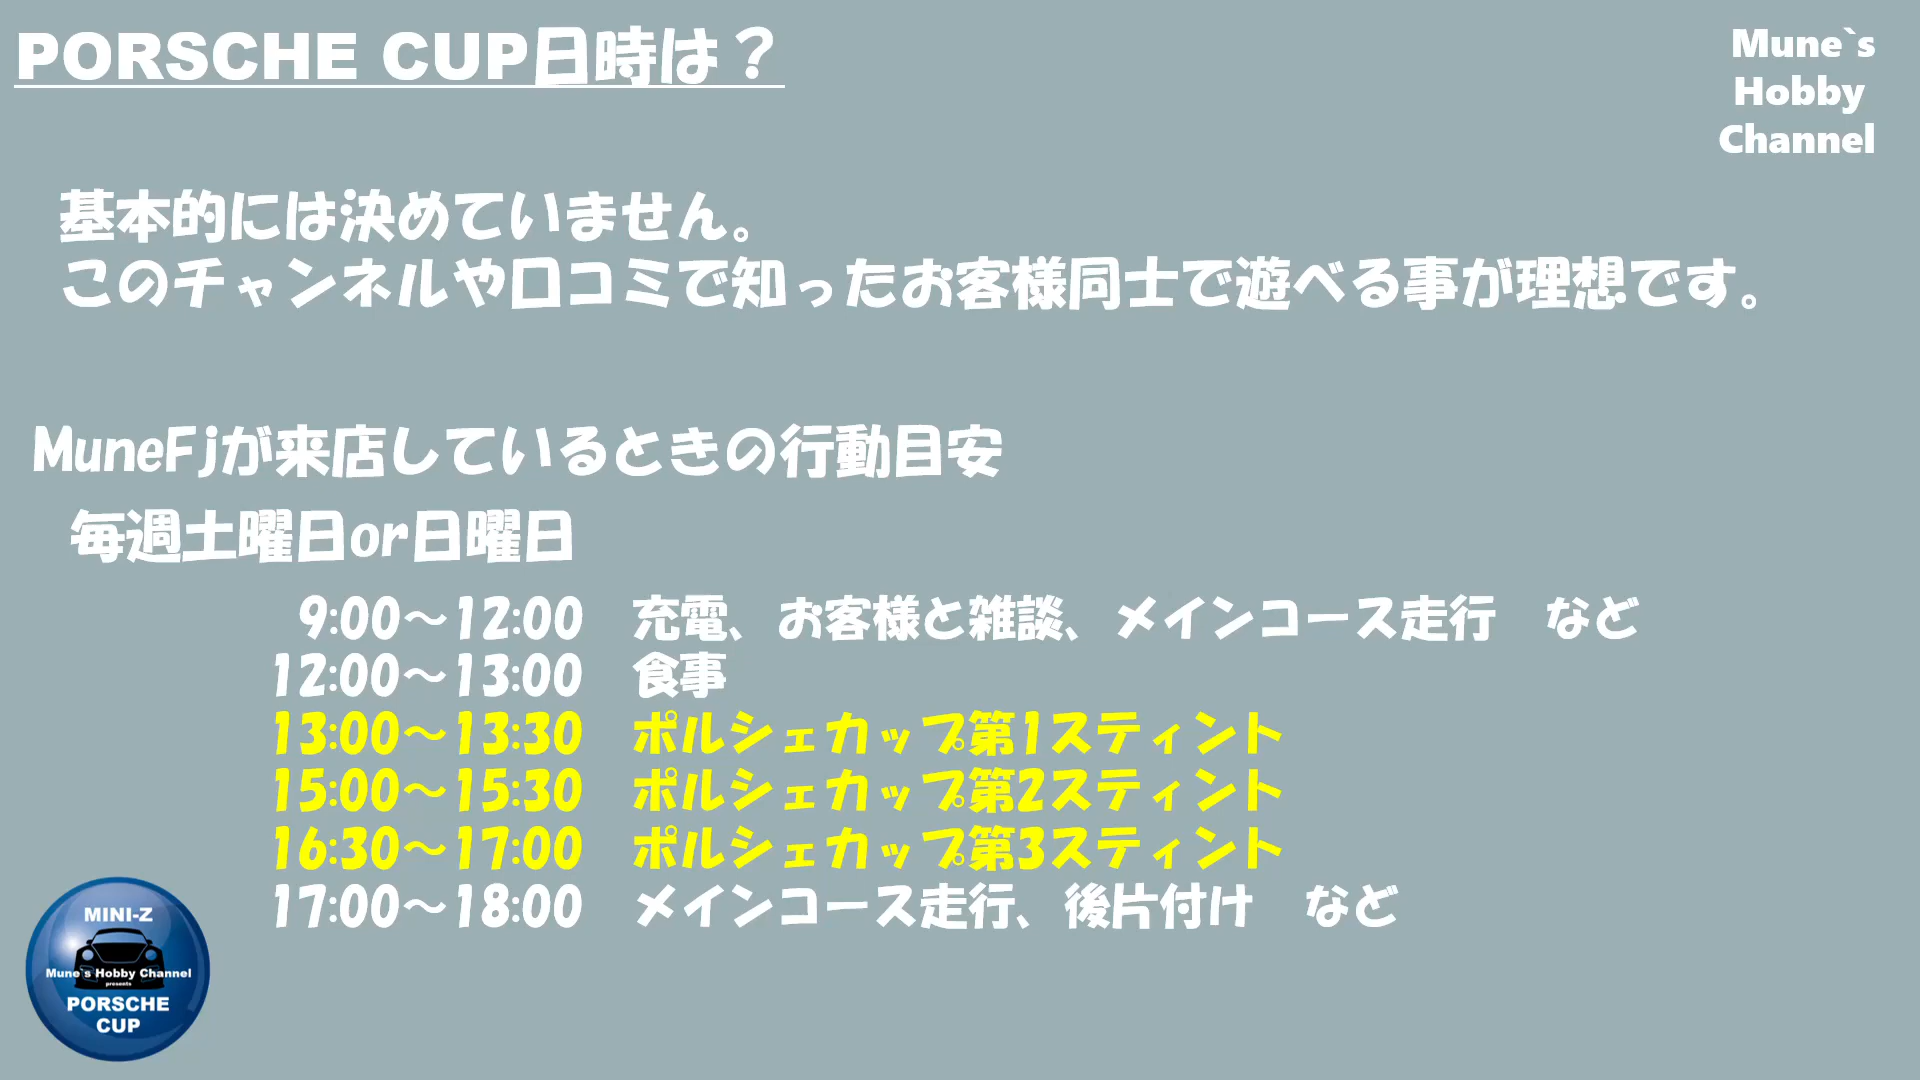 PORSCHE CUP日時は？
Mune`s
Hobby
Channel
基本的には決めていません。
このチャンネルや口コミで知ったお客様同士で遊べる事が理想です。
MuneFjが来店しているときの行動目安
毎週土曜日or日曜日
9:00～12:00　充電、お客様と雑談、メインコース走行　など
12:00～13:00　食事
13:00～13:30　ポルシェカップ第1スティント
15:00～15:30　ポルシェカップ第2スティント
16:30～17:00　ポルシェカップ第3スティント
17:00～18:00　メインコース走行、後片付け　など
MINI-Z
Mune`s Hobby Channel
presents
PORSCHE
CUP